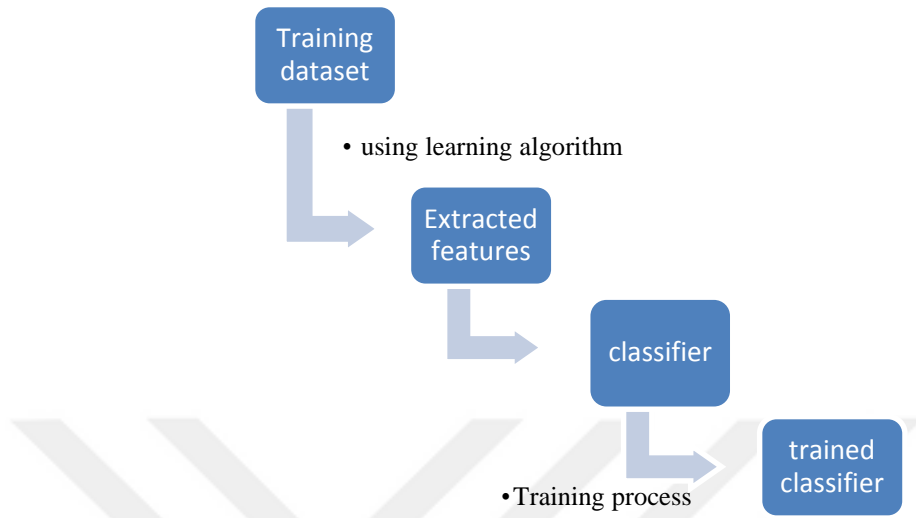 Training
dataset
• using learning algorithm
Extracted
features
classifier
trained
classifier
•Training process